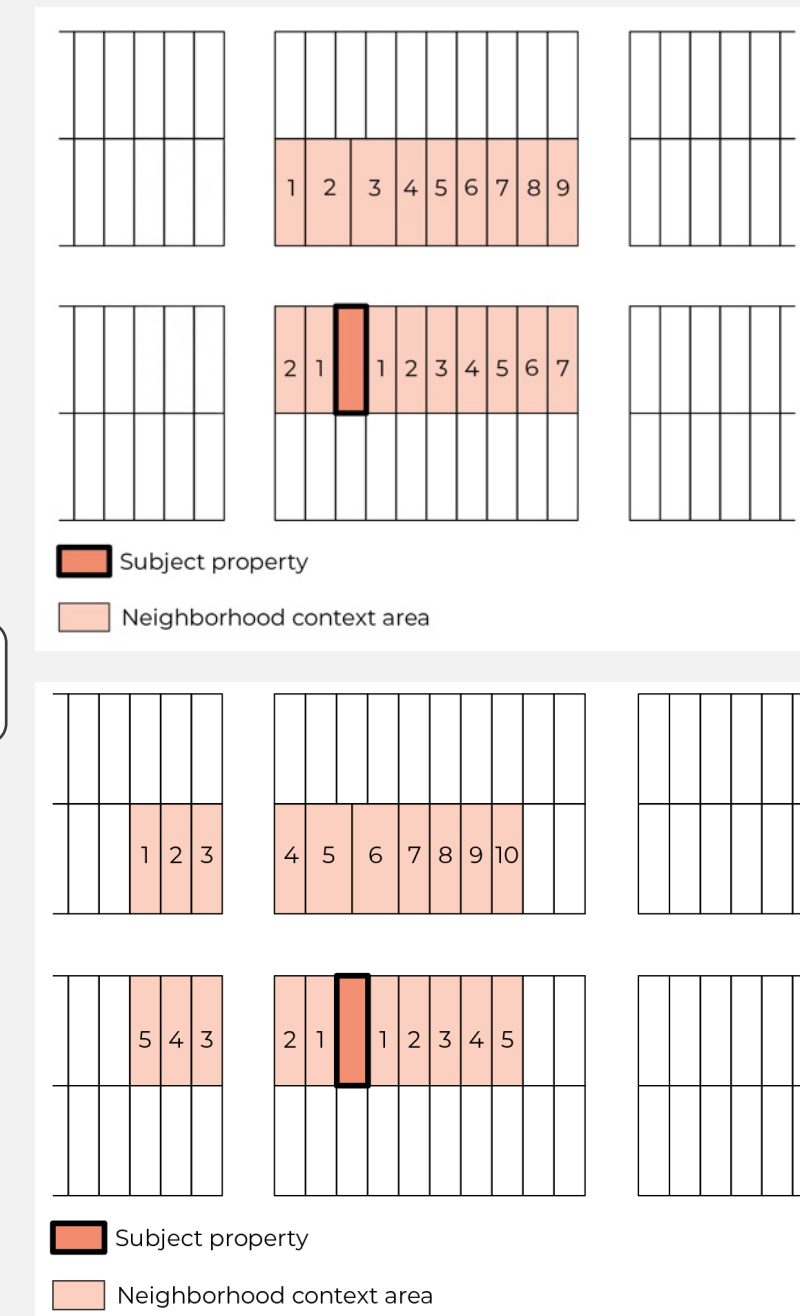 1 2 3 4 5 6 7 8 9
2 1 1 2 3 4 5 6 7
Subject property
Neighborhood context area
1 2 3 4 5 6 7 8 9 10
5 4 3 2 1 1 2 3 4 5
Subject property
Neighborhood context area